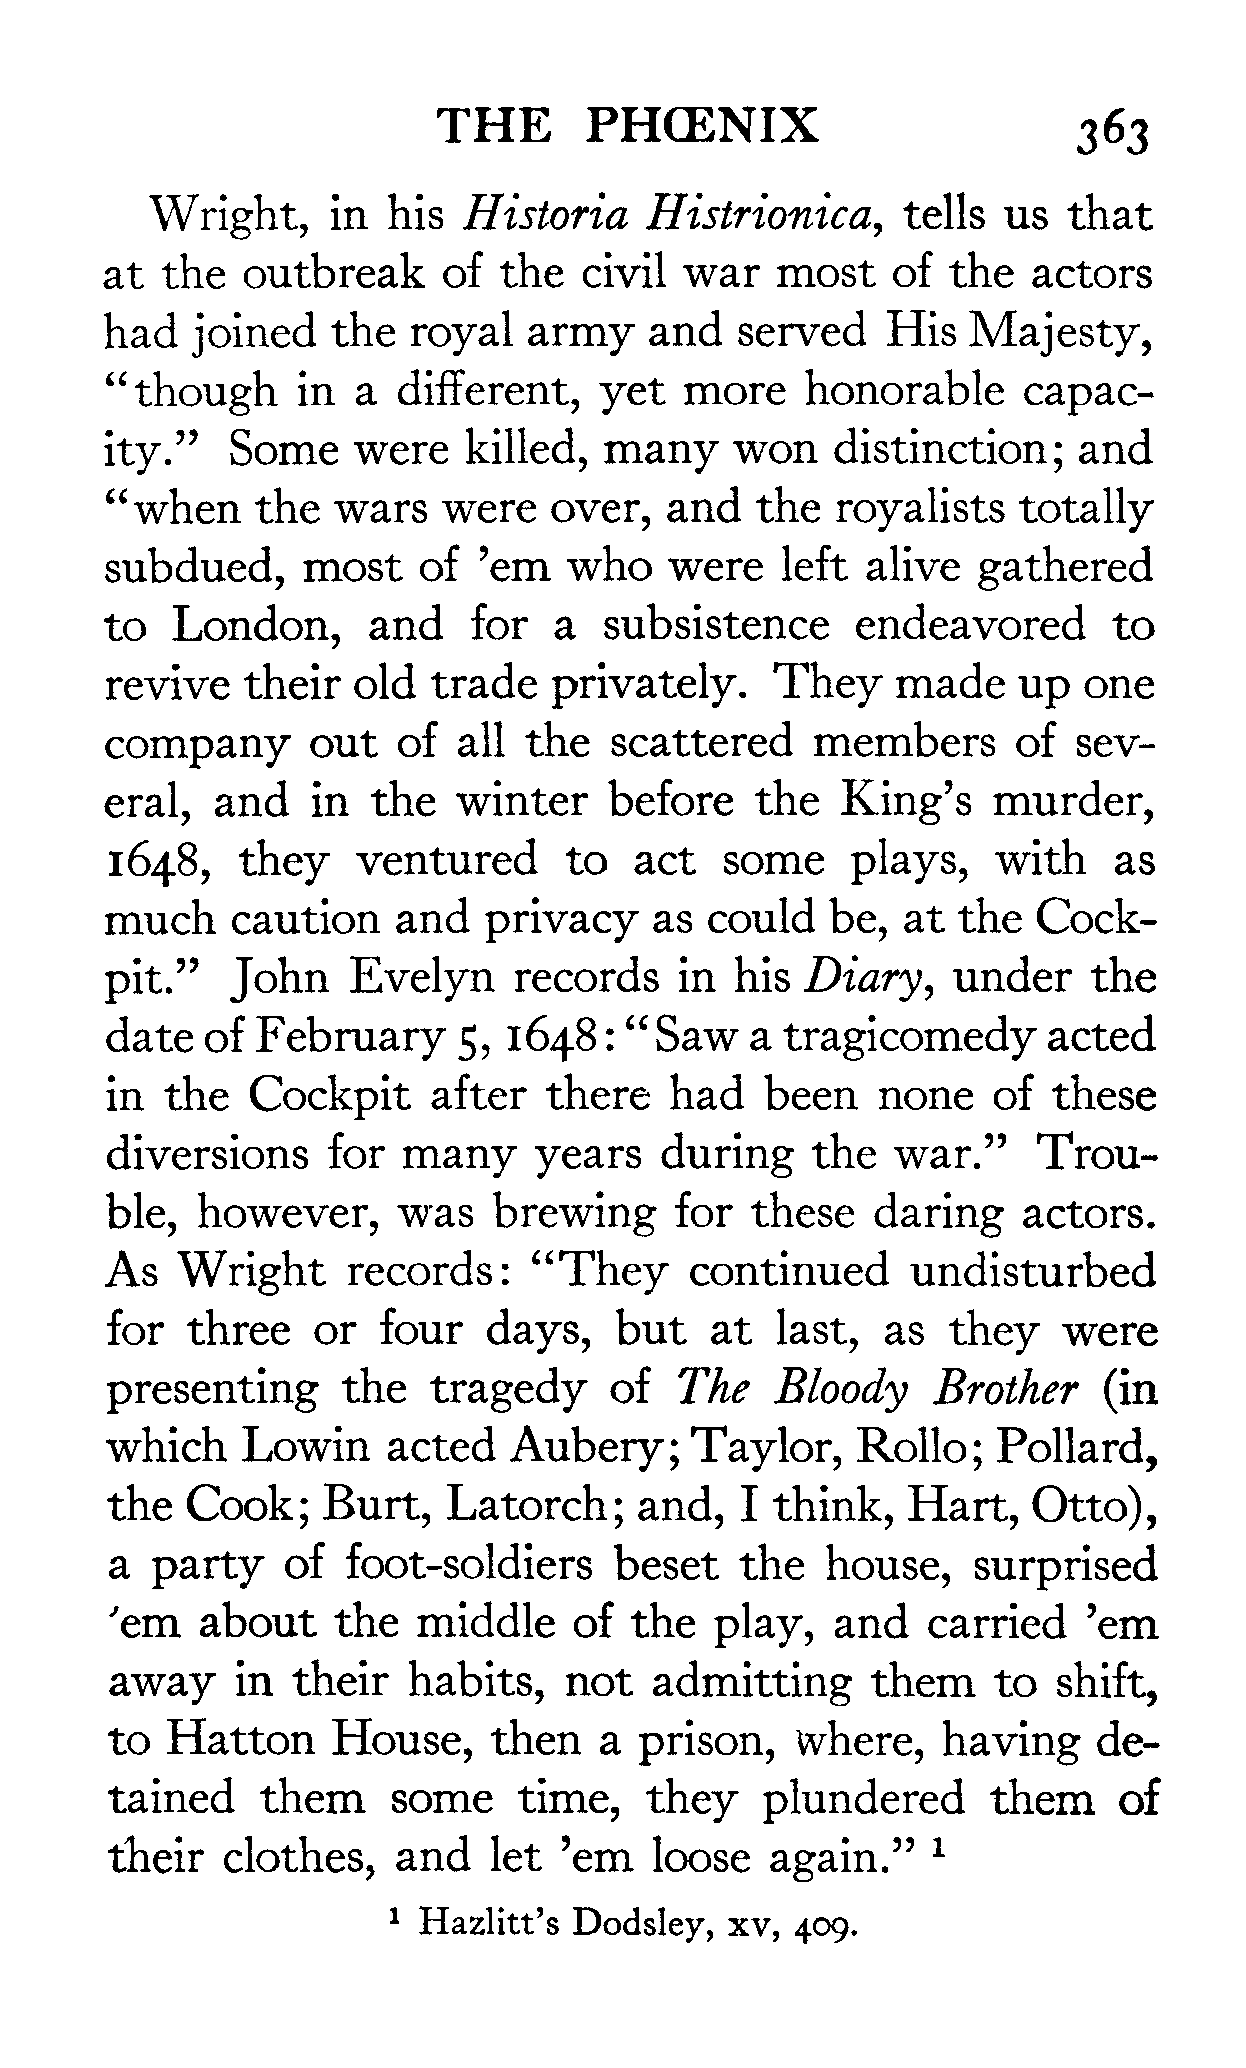 THE PHŒNIX 363
Wright, in his Historia Histrionica, tells us that
at the outbreak of the civil war most of the actors
had joined the royal army and served His Majesty,
“though in a different, yet more honorable capac-
ity.” Some were killed, many won distinction; and
“when the wars were over, and the royalists totally
subdued, most of ’em who were left alive gathered
to London, and for a subsistence endeavored to
revive their old trade privately. They made up one
company out of all the scattered members of sev-
eral, and in the winter before the King’s murder,
1648, they ventured to act some plays, with as
much caution and privacy as could be, at the Cock-
pit.” John Evelyn records in his Diary, under the
date of February 5, 1648: “Saw a tragicomedy acted
in the Cockpit after there had been none of these
diversions for many years during the war.” Trou-
ble, however, was brewing for these daring actors.
As Wright records: “They continued undisturbed
for three or four days, but at last, as they were
presenting the tragedy of The Bloody Brother (in
which Lowin acted Aubery; Taylor, Rollo; Pollard,
the Cook; Burt, Latorch; and, I think, Hart, Otto),
a party of foot-soldiers beset the house, surprised
’em about the middle of the play, and carried ’em
away in their habits, not admitting them to shift,
to Hatton House, then a prison, where, having de-
tained them some time, they plundered them of
their clothes, and let ’em loose again.” ¹
¹ Hazlitt’s Dodsley, xv, 409.